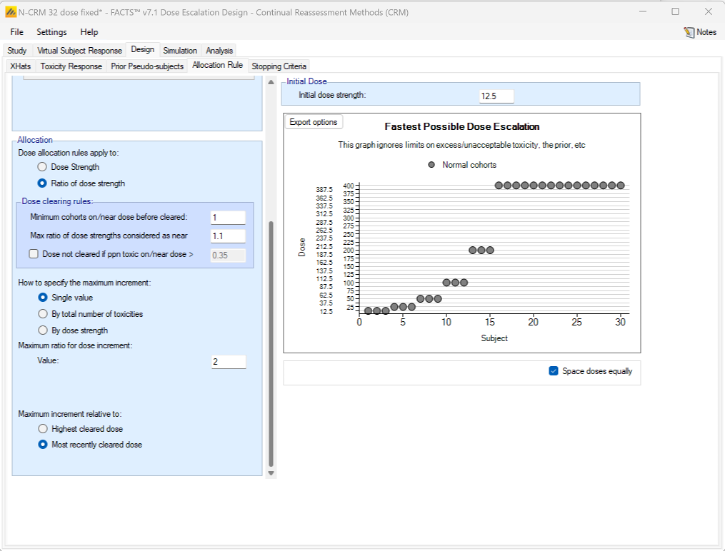 N-CRM 32 dose fixed* - FACTS™ v7.1 Dose Escalation Design - Continual Reassessment Methods (CRM)
File Settings Help Notes
Study Virtual Subject Response Design Simulation Analysis
XHats Toxicity Response Prior Pseudo-subjects Allocation Rule Stopping Criteria
Allocation
Dose allocation rules apply to:
Dose Strength
Ratio of dose strength
Dose clearing rules:
Minimum cohorts on/near dose before cleared: 1
Max ratio of dose strengths considered as near 1.1
Dose not cleared if ppn toxic on/near dose > 0.35
How to specify the maximum increment:
Single value
By total number of toxicities
By dose strength
Maximum ratio for dose increment:
Value: 2
Maximum increment relative to:
Highest cleared dose
Most recently cleared dose
Initial Dose
Initial dose strength: 12.5
Export options
Fastest Possible Dose Escalation
This graph ignores limits on excess/unacceptable toxicity, the prior, etc
Normal cohorts
Dose
400
387.5
375
362.5
350
337.5
325
312.5
300
287.5
275
262.5
250
237.5
225
212.5
200
187.5
175
162.5
150
137.5
125
112.5
100
87.5
75
62.5
50
37.5
25
12.5
0 5 10 15 20 25 30
Subject
Space doses equally